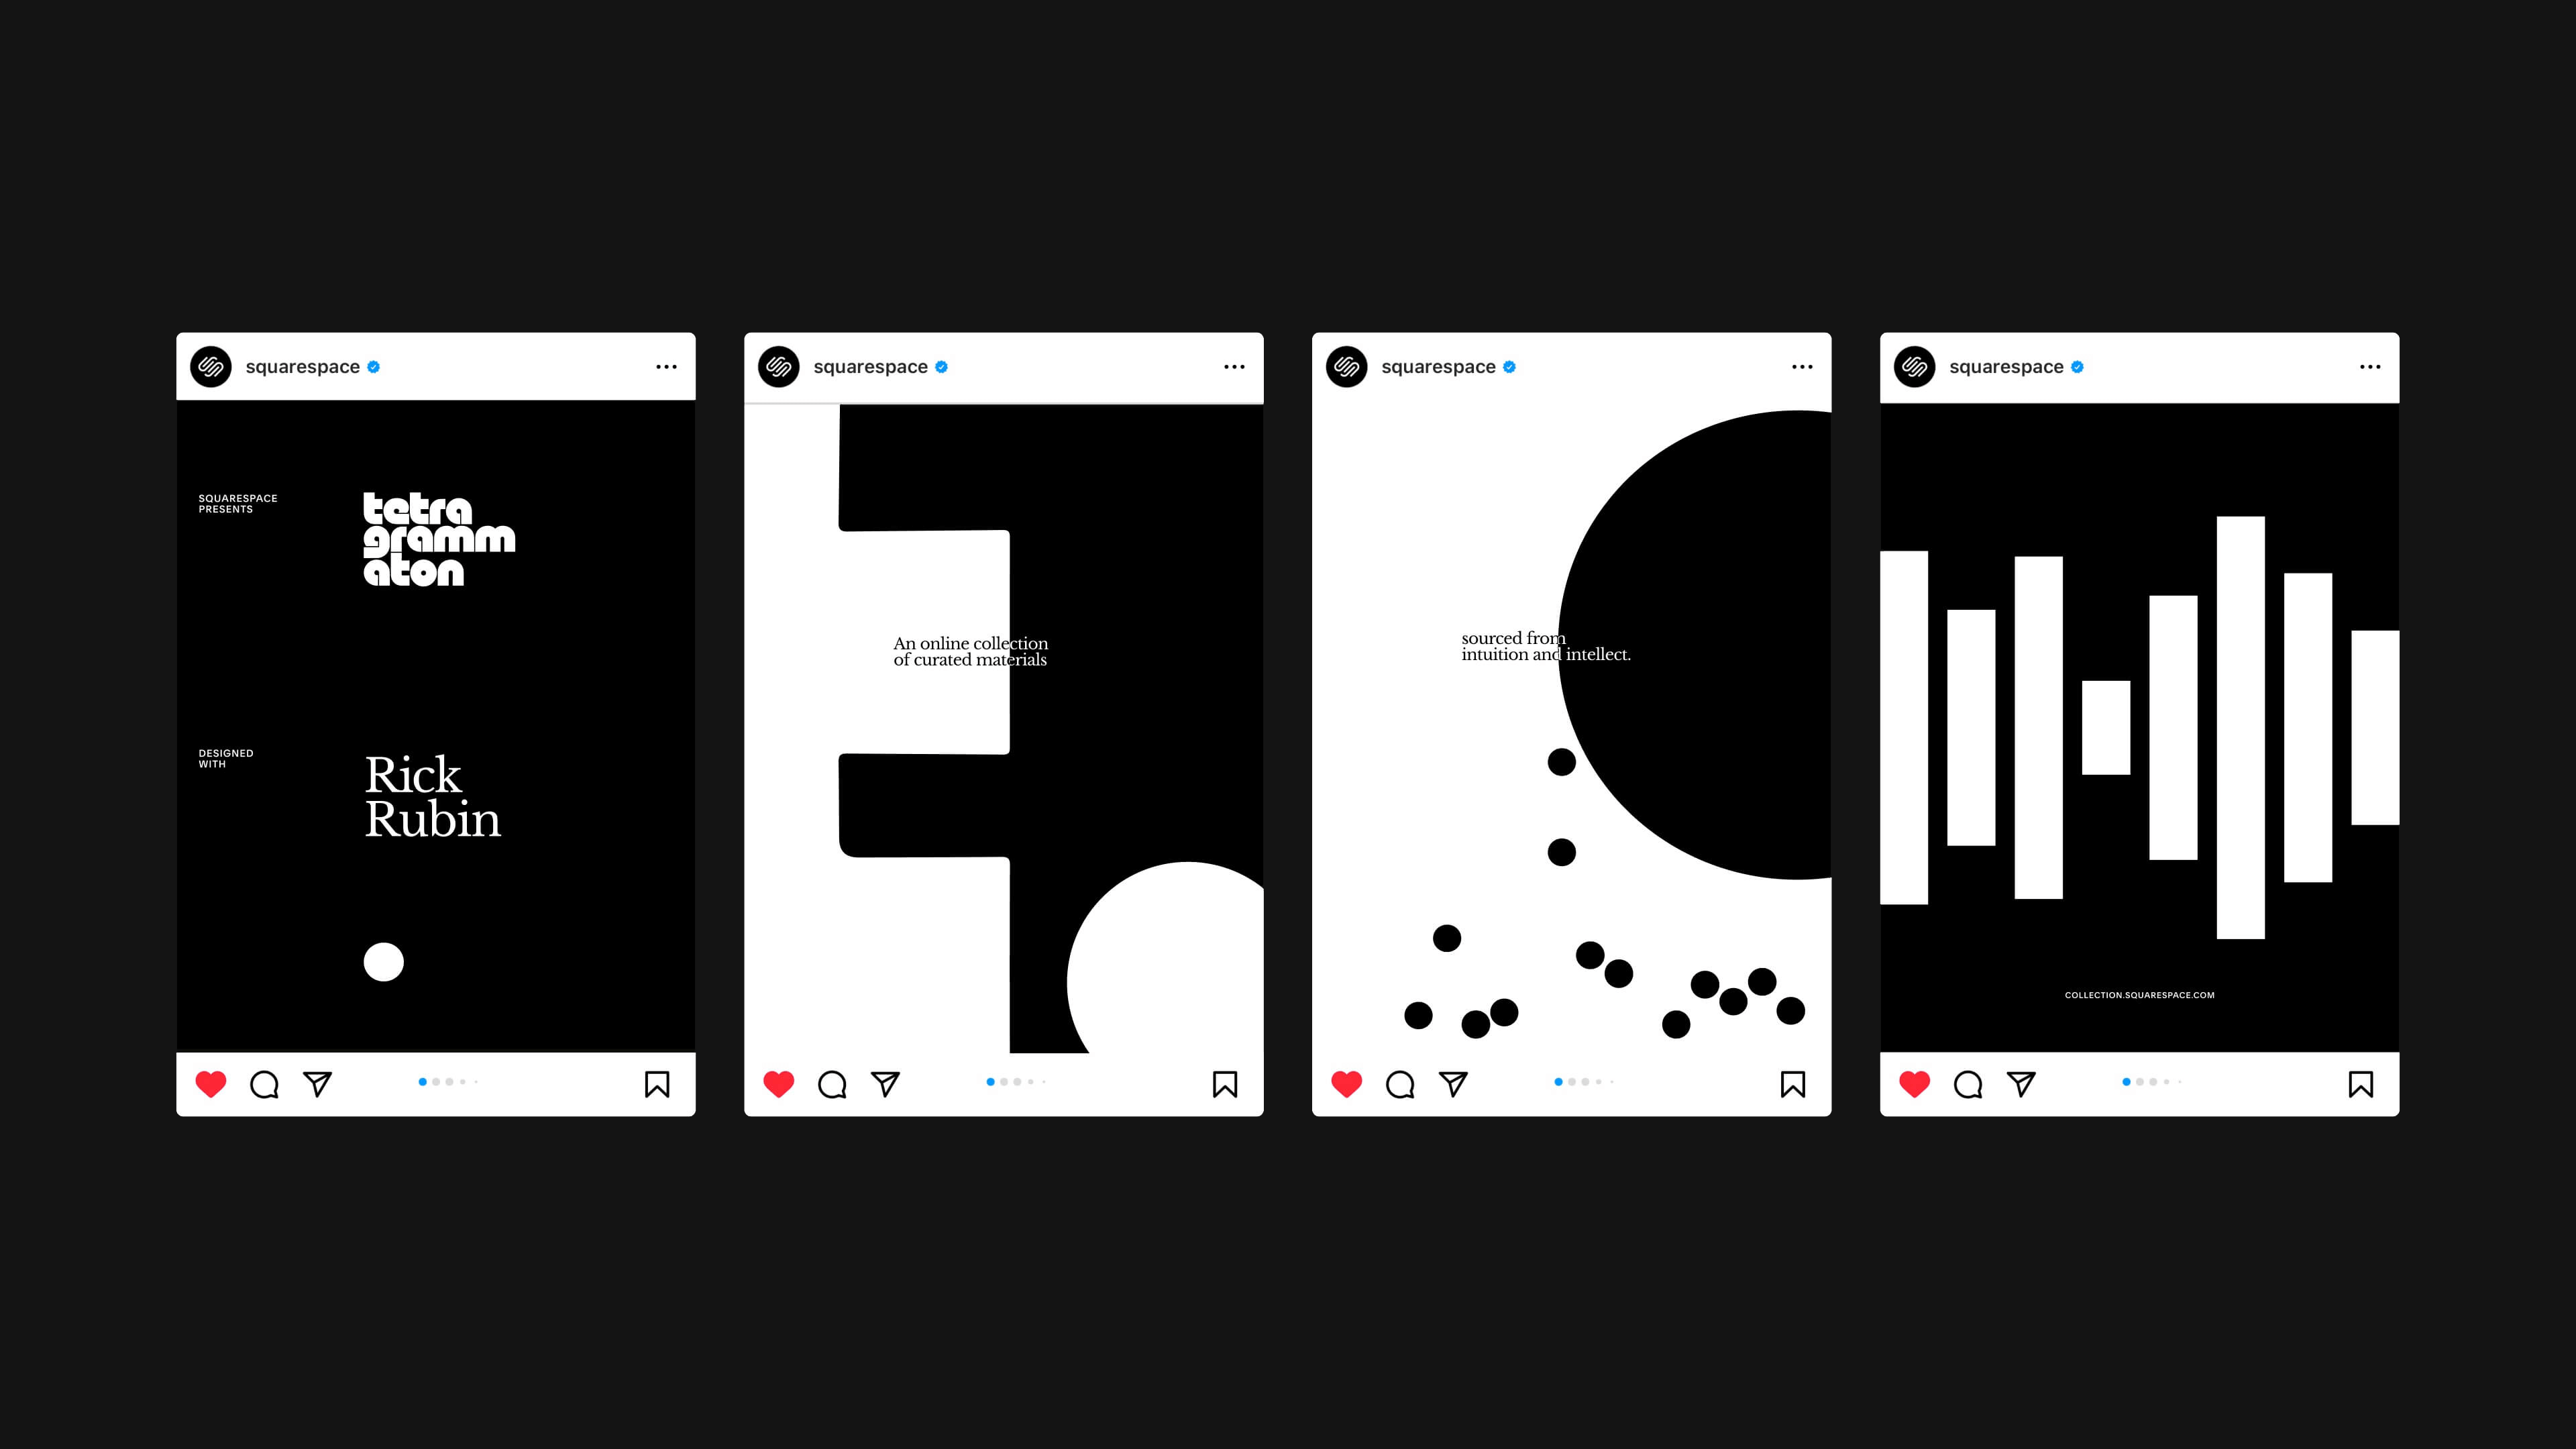 squarespace
SQUARESPACE
PRESENTS
tetra
gramm
aton
DESIGNED
WITH
Rick
Rubin
squarespace
An online collection
of curated materials
squarespace
sourced from
intuition and intellect.
squarespace
COLLECTION.SQUARESPACE.COM